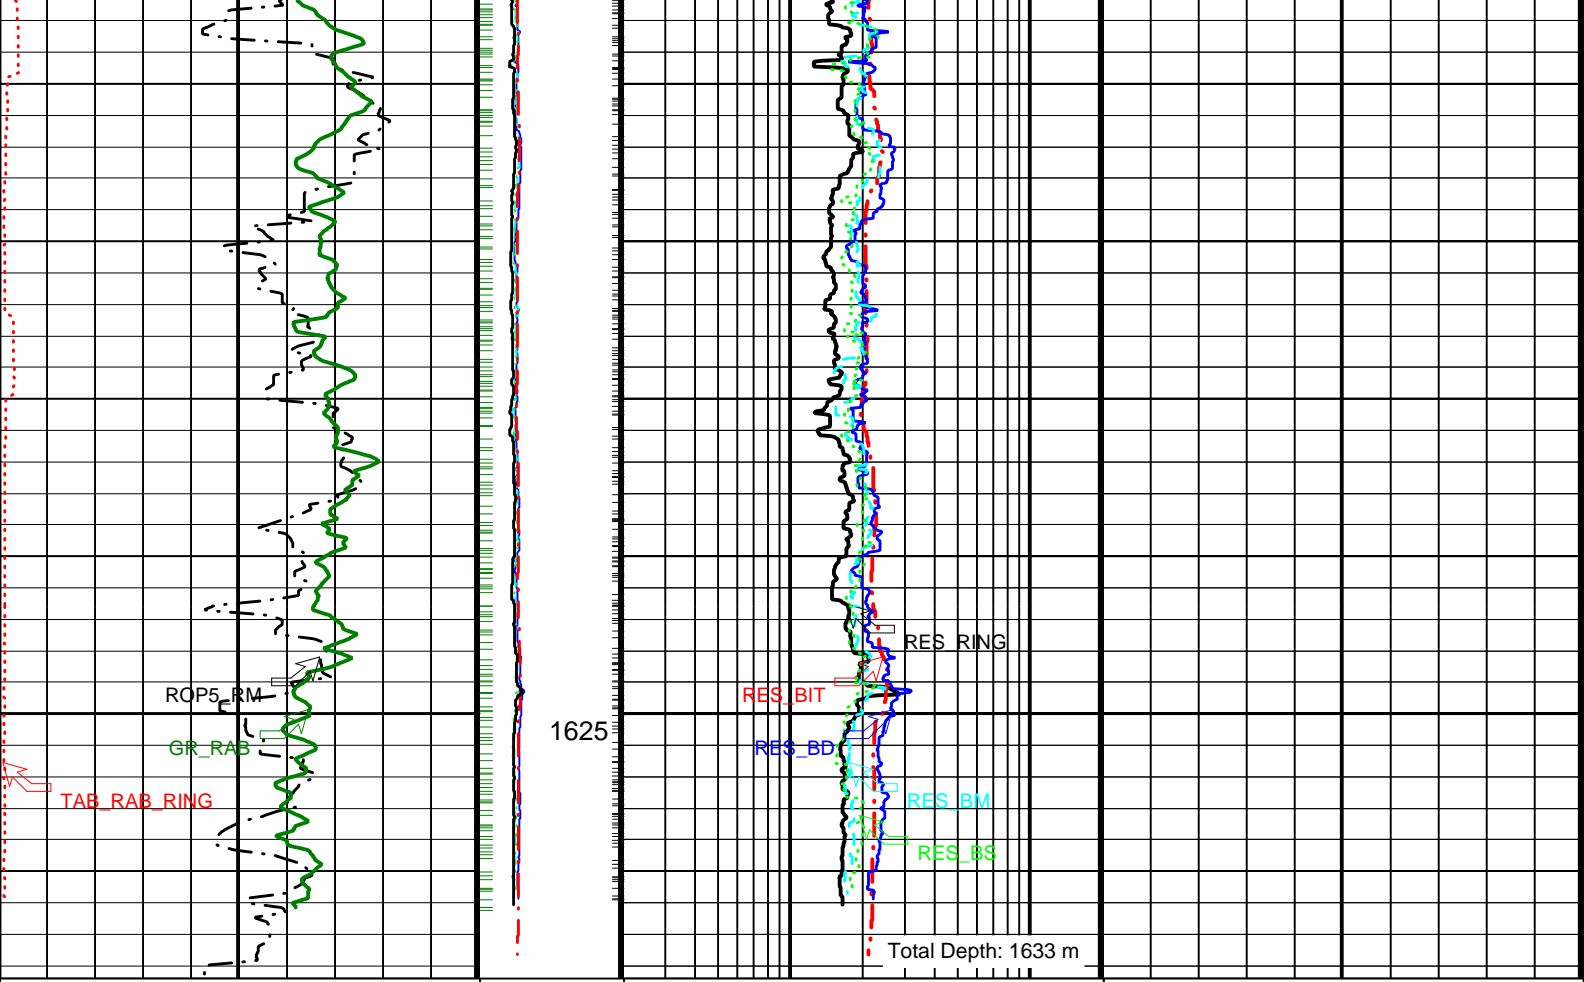 RES_RING
ROP5_RM
RES_BIT
1625
GR_RAB
RES_BD
TAB_RAB_RING
RES_BM
RES_BS
Total Depth: 1633 m